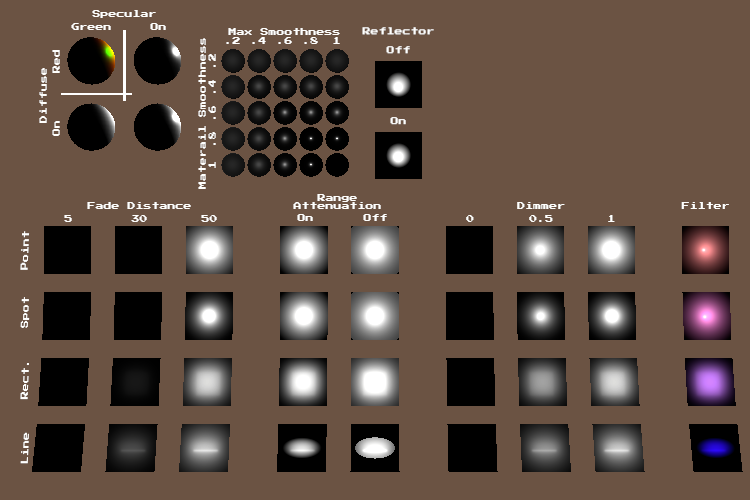 Specular
Green On
Diffuse
Red
On
Max Smoothness
.2 .4 .6 .8 1
Materail Smoothness
.2
.4
.6
.8
1
Reflector
Off
On
Fade Distance
5 30 50
Range
Attenuation
On Off
Dimmer
0 0.5 1
Filter
Point
Spot
Rect.
Line